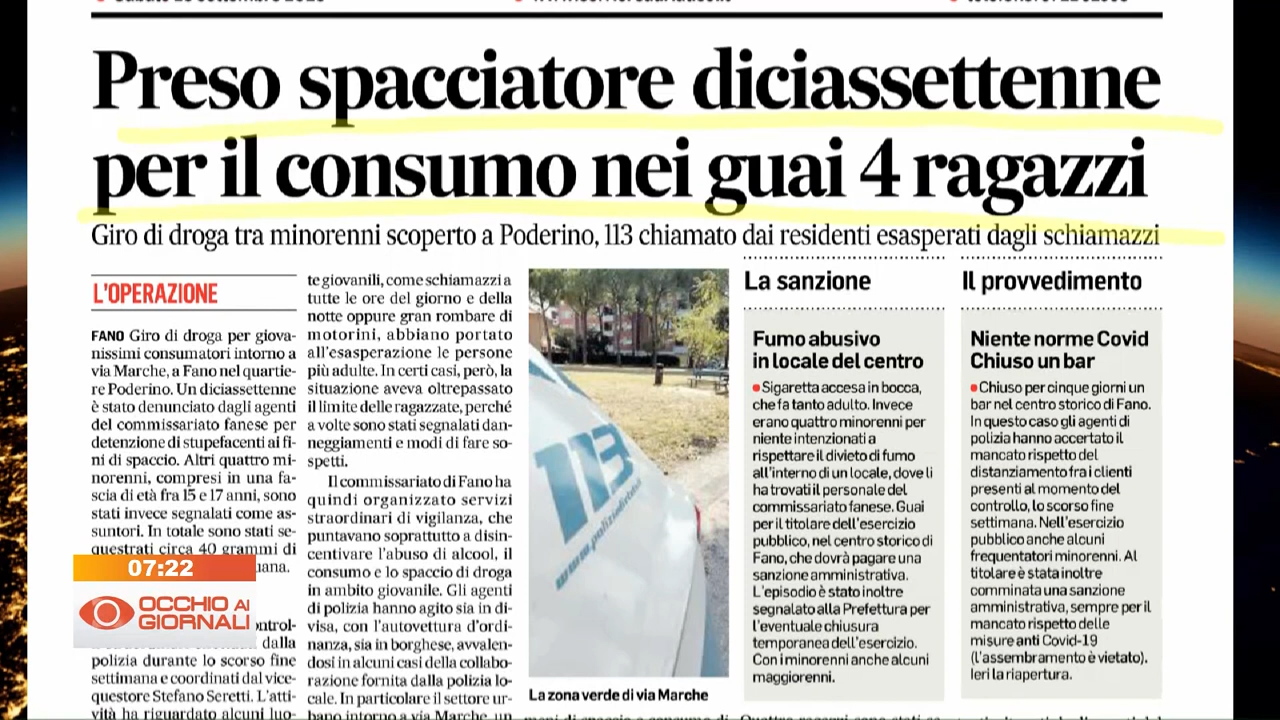 Preso spacciatore diciassettenne
per il consumo nei guai 4 ragazzi
Giro di droga tra minorenni scoperto a Poderino, 113 chiamato dai residenti esasperati dagli schiamazzi
L'OPERAZIONE
FANO Giro di droga per giova-
nissimi consumatori intorno a
via Marche, a Fano nel quartie-
re Poderino. Un diciassettenne
è stato denunciato dagli agenti
del commissariato fanese per
detenzione di stupefacenti ai fi-
ni di spaccio. Altri quattro mi-
norenni, compresi in una fa-
scia di età fra 15 e 17 anni, sono
stati invece segnalati come as-
suntori. In totale sono stati se-
questrati circa 40 grammi di
dalla
polizia durante lo scorso fine
settimana e coordinati dal vice-
questore Stefano Seretti. L'atti-
vità ha riguardato alcuni luo-
te giovanili, come schiamazzi a
tutte le ore del giorno e della
notte oppure gran rombare di
motorini, abbiano portato
all'esasperazione le persone
più adulte. In certi casi, però, la
situazione aveva oltrepassato
il limite delle ragazzate, perché
a volte sono stati segnalati dan-
neggiamenti e modi di fare so-
spetti.
Il commissariato di Fano ha
quindi organizzato servizi
straordinari di vigilanza, che
puntavano soprattutto a disin-
centivare l'abuso di alcool, il
consumo e lo spaccio di droga
in ambito giovanile. Gli agenti
di polizia hanno agito sia in di-
visa, con l'autovettura d'ordi-
nanza, sia in borghese, avvalen-
dosi in alcuni casi della collabo-
razione fornita dalla polizia lo-
cale. In particolare il settore ur-
bano intorno a via Marche, un
113
La zona verde di via Marche
La sanzione
Fumo abusivo
in locale del centro
●Sigaretta accesa in bocca,
che fa tanto adulto. Invece
erano quattro minorenni per
niente intenzionati a
rispettare il divieto di fumo
all'interno di un locale, dove li
ha trovati il personale del
commissariato fanese. Guai
per il titolare dell'esercizio
pubblico, nel centro storico di
Fano, che dovrà pagare una
sanzione amministrativa.
L'episodio è stato inoltre
segnalato alla Prefettura per
l'eventuale chiusura
temporanea dell'esercizio.
Con i minorenni anche alcuni
maggiorenni.
Il provvedimento
Niente norme Covid
Chiuso un bar
●Chiuso per cinque giorni un
bar nel centro storico di Fano.
In questo caso gli agenti di
polizia hanno accertato il
mancato rispetto del
distanziamento fra i clienti
presenti al momento del
controllo, lo scorso fine
settimana. Nell'esercizio
pubblico anche alcuni
frequentatori minorenni. Al
titolare è stata inoltre
comminata una sanzione
amministrativa, sempre per il
mancato rispetto delle
misure anti Covid-19
(l'assembramento è vietato).
Ieri la riapertura.
07:22
OCCHIO AI
GIORNALI